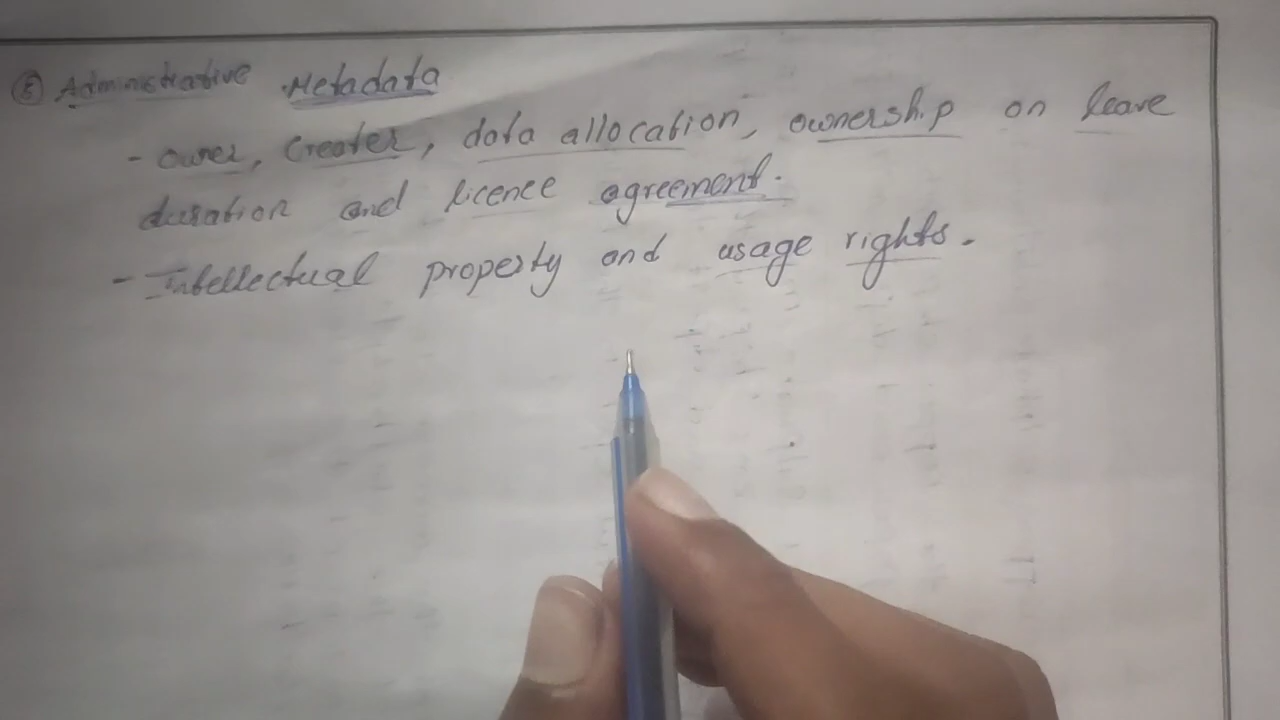 ⑤ Administrative Metadata
- owner, Creater, data allocation, ownership on leave
duration and licence agreement.
- Intellectual property and usage rights.